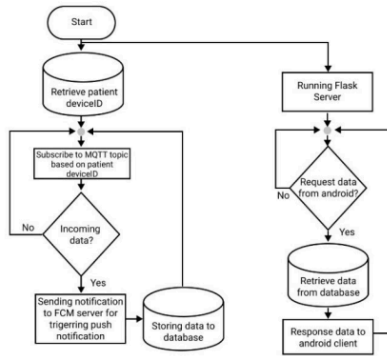 Start
Retrieve patient
deviceID
Subscribe to MQTT topic
based on patient
deviceID
No
Incoming
data?
Yes
Sending notification
to FCM server for
trigerring push
notification
Storing data to
database
Running Flask
Server
Request data
from android?
No
Yes
Retrieve data
from database
Response data to
android client